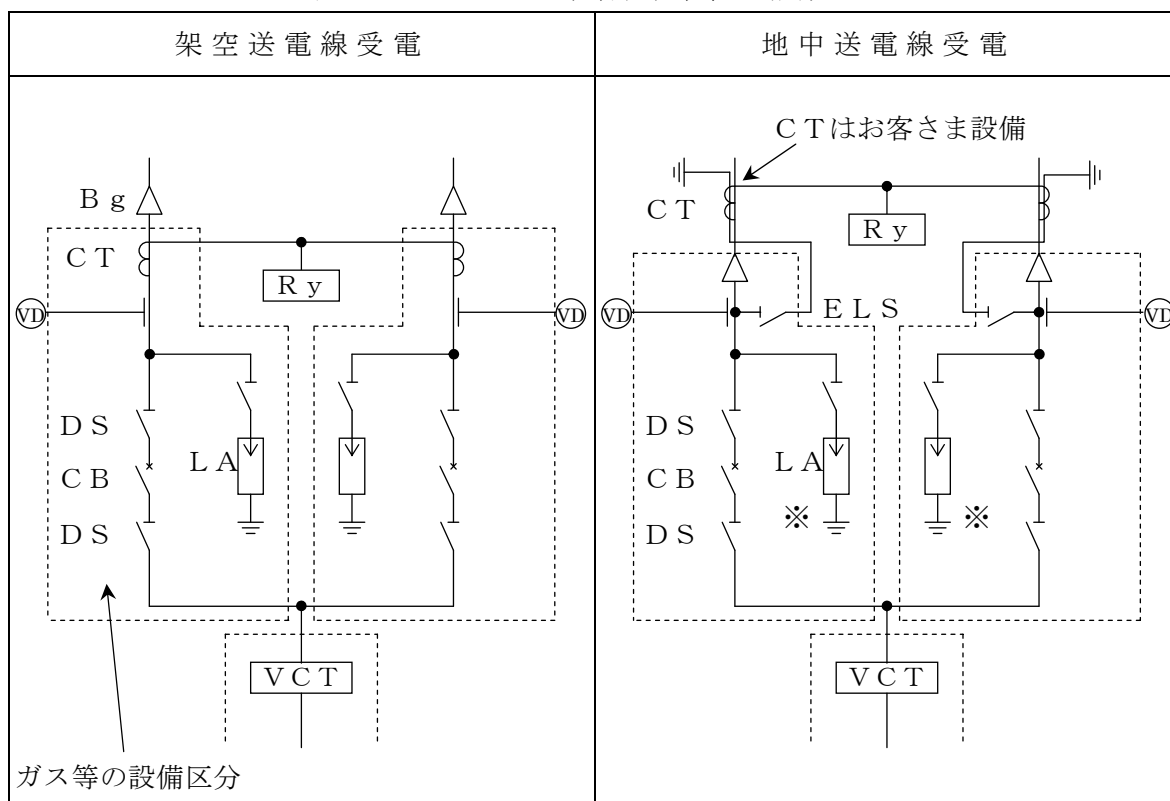 架空送電線受電
地中送電線受電
Bg
CT
Ry
VD
VD
DS
CB
DS
LA
VCT
ガス等の設備区分
CTはお客さま設備
CT
Ry
VD
VD
ELS
DS
CB
DS
LA
※
※
VCT